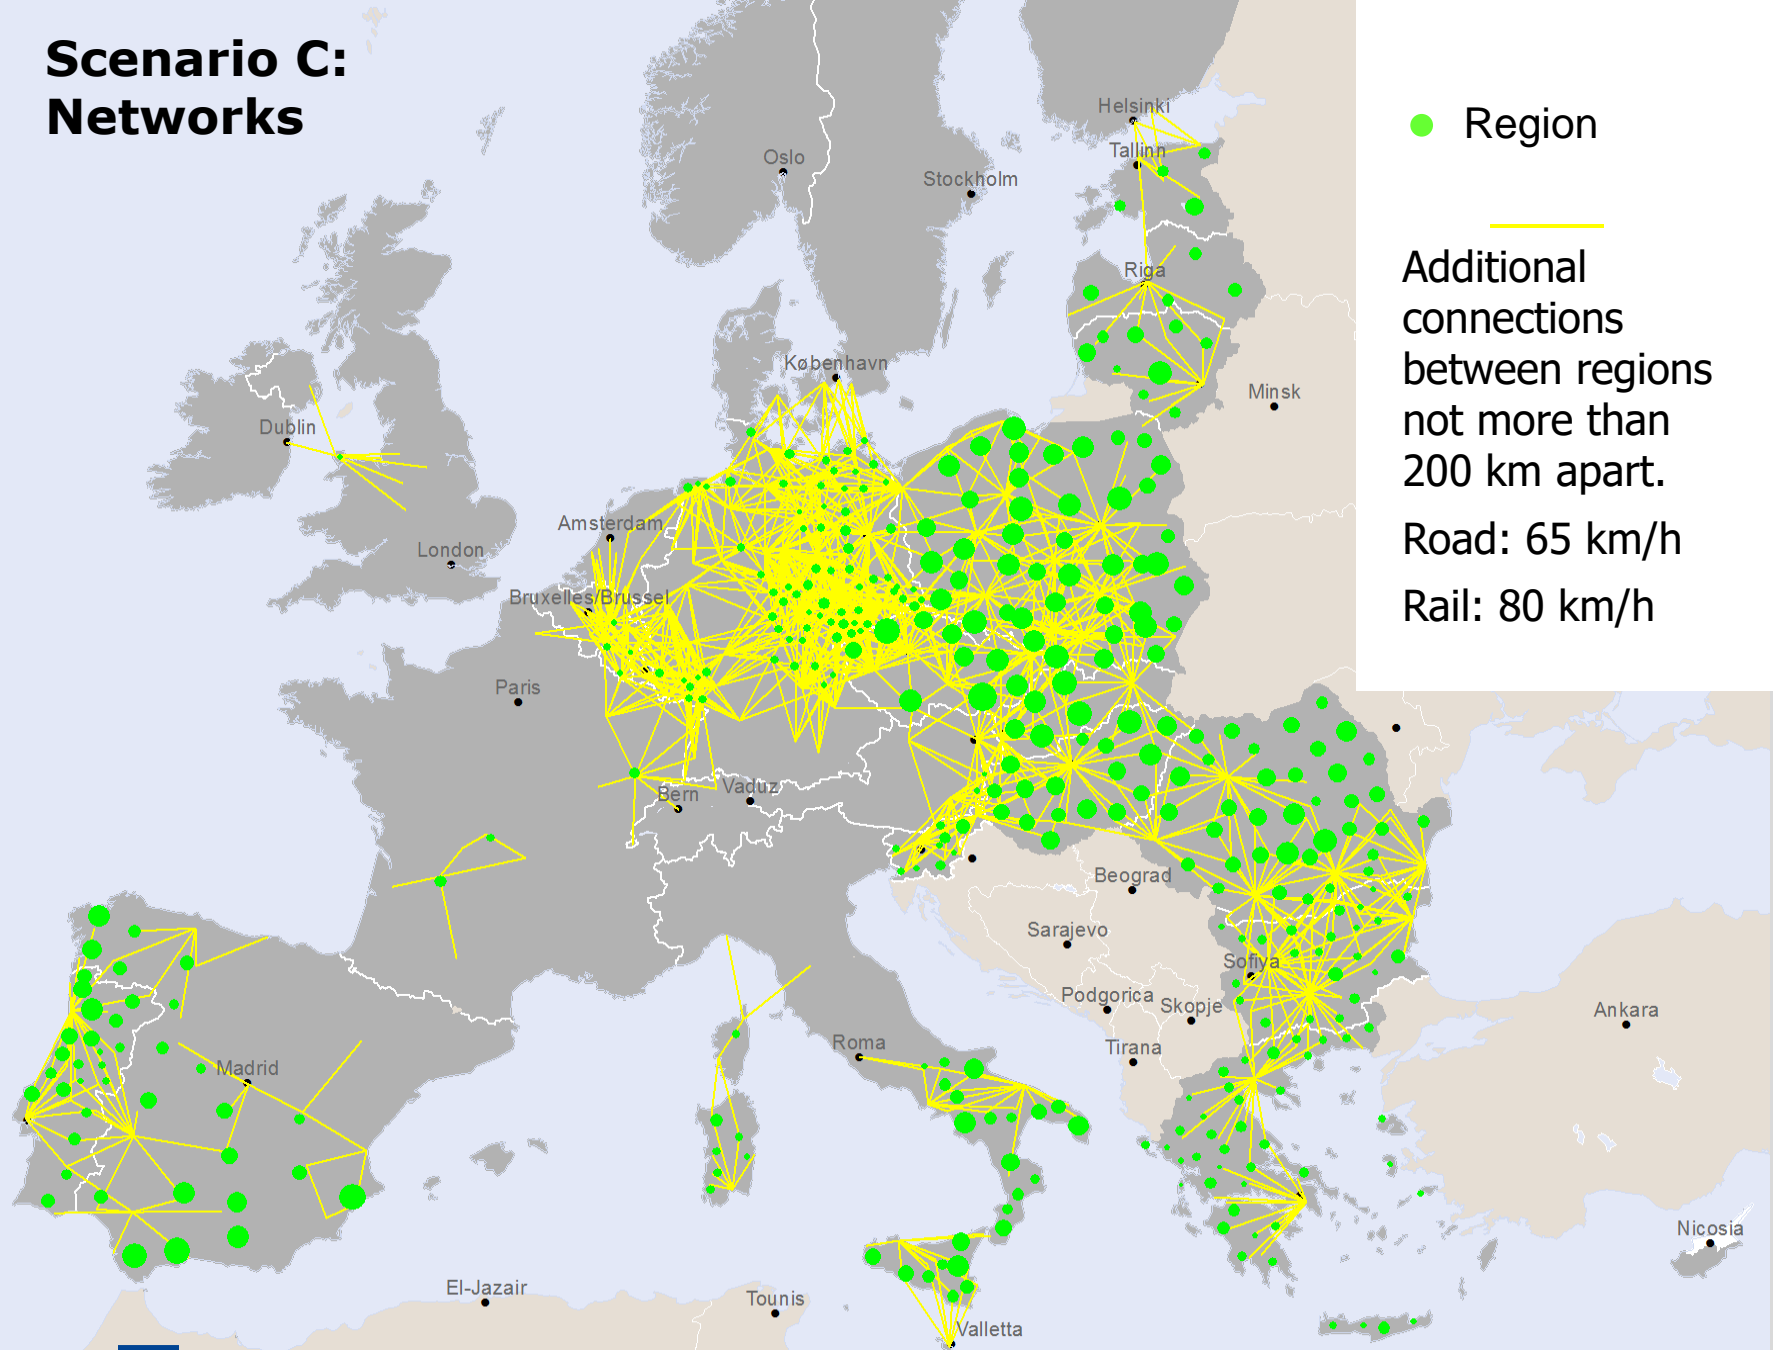 Scenario C:
Networks
Region
Additional
connections
between regions
not more than
200 km apart.
Road: 65 km/h
Rail: 80 km/h
Helsinki
Tallinn
Oslo
Stockholm
Riga
København
Minsk
Dublin
Amsterdam
London
Bruxelles/Brussel
Paris
Bern
Vaduz
Beograd
Sarajevo
Sofiya
Podgorica
Skopje
Ankara
Roma
Tirana
Madrid
Nicosia
El-Jazair
Tounis
Valletta